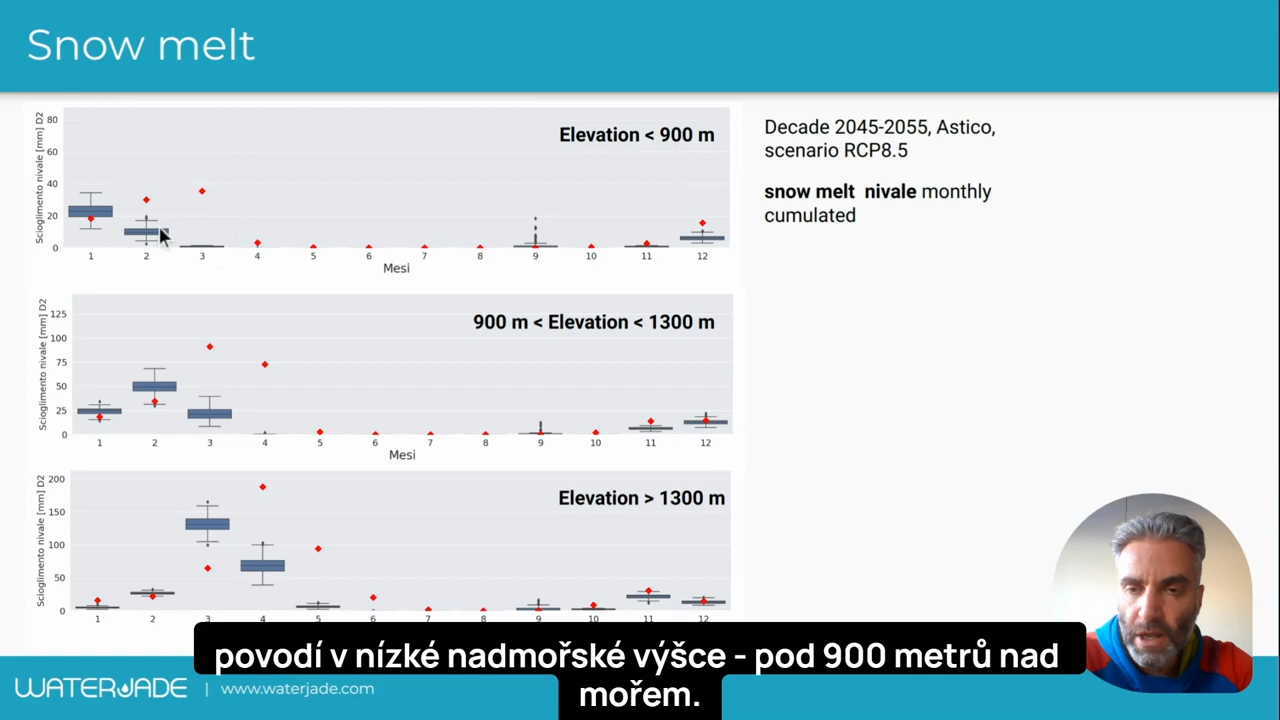 Snow melt
Scioglimento nivale [mm] D2
80
60
40
20
0
Elevation < 900 m
1 2 3 4 5 6 7 8 9 10 11 12
Mesi
Decade 2045-2055, Astico,
scenario RCP8.5
snow melt nivale monthly
cumulated
Scioglimento nivale [mm] D2
125
100
75
50
25
0
900 m < Elevation < 1300 m
1 2 3 4 5 6 7 8 9 10 11 12
Mesi
Scioglimento nivale [mm] D2
200
150
100
50
0
Elevation > 1300 m
1 2 3 4 5 6 7 8 9 10 11 12
povodí v nízké nadmořské výšce - pod 900 metrů nad
mořem.
WATERJADE | www.waterjade.com